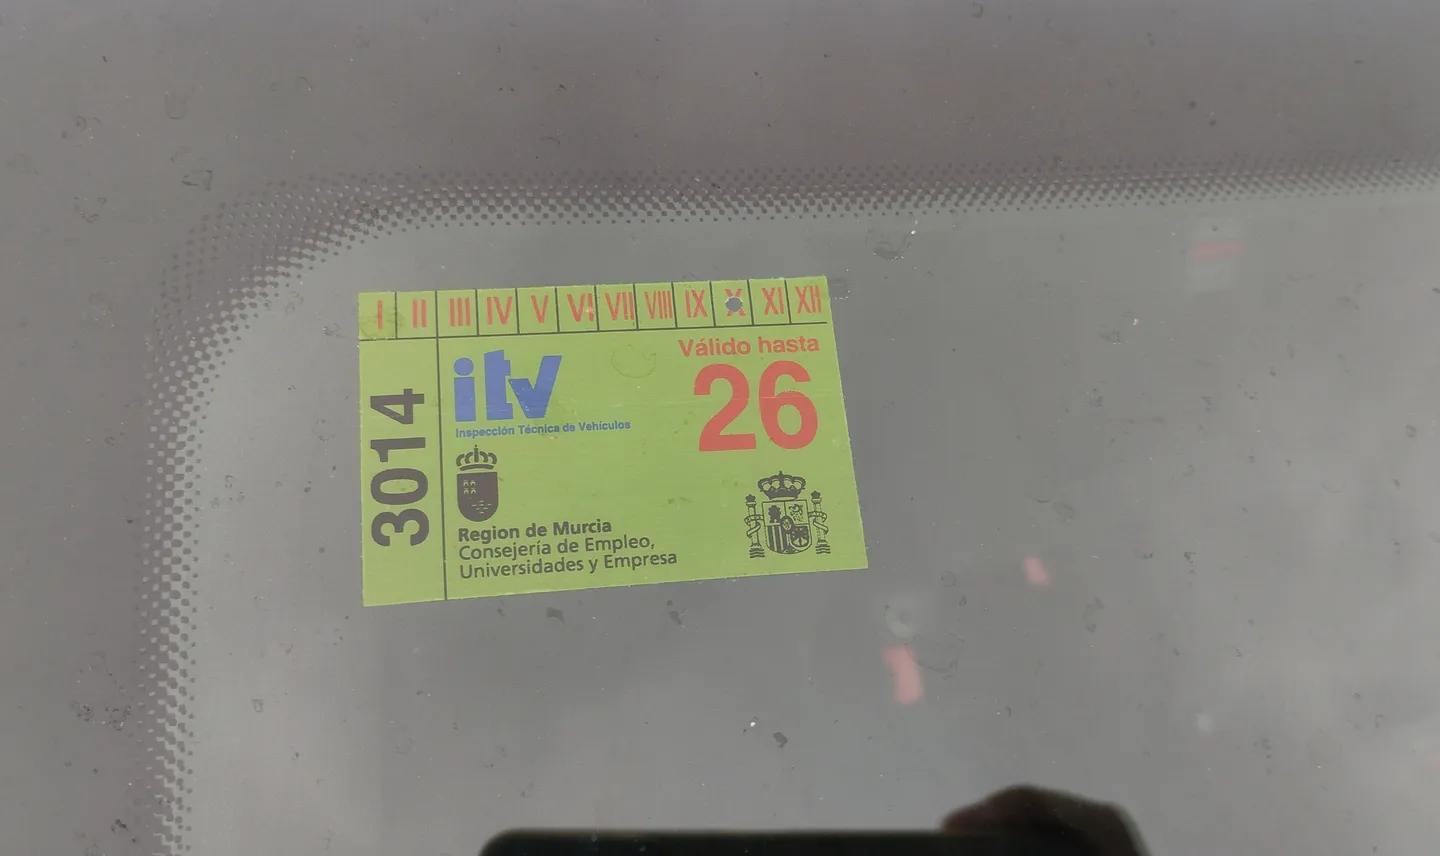 I II III IV V VI VII VIII IX X XI XII
3014
itv
Inspección Técnica de Vehículos
Válido hasta
26
Region de Murcia
Consejería de Empleo,
Universidades y Empresa